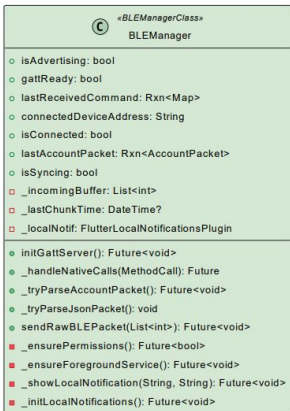 «BLEManagerClass»
C
BLEManager
isAdvertising: bool
gattReady: bool
lastReceivedCommand: Rxn<Map>
connectedDeviceAddress: String
isConnected: bool
lastAccountPacket: Rxn<AccountPacket>
isSyncing: bool
_incomingBuffer: List<int>
_lastChunkTime: DateTime?
_localNotif: FlutterLocalNotificationsPlugin
initGattServer(): Future<void>
_handleNativeCalls(MethodCall): Future
_tryParseAccountPacket(): Future<void>
_tryParseJsonPacket(): void
sendRawBLEPacket(List<int>): Future<void>
_ensurePermissions(): Future<bool>
_ensureForegroundService(): Future<void>
_showLocalNotification(String, String): Future<void>
_initLocalNotifications(): Future<void>